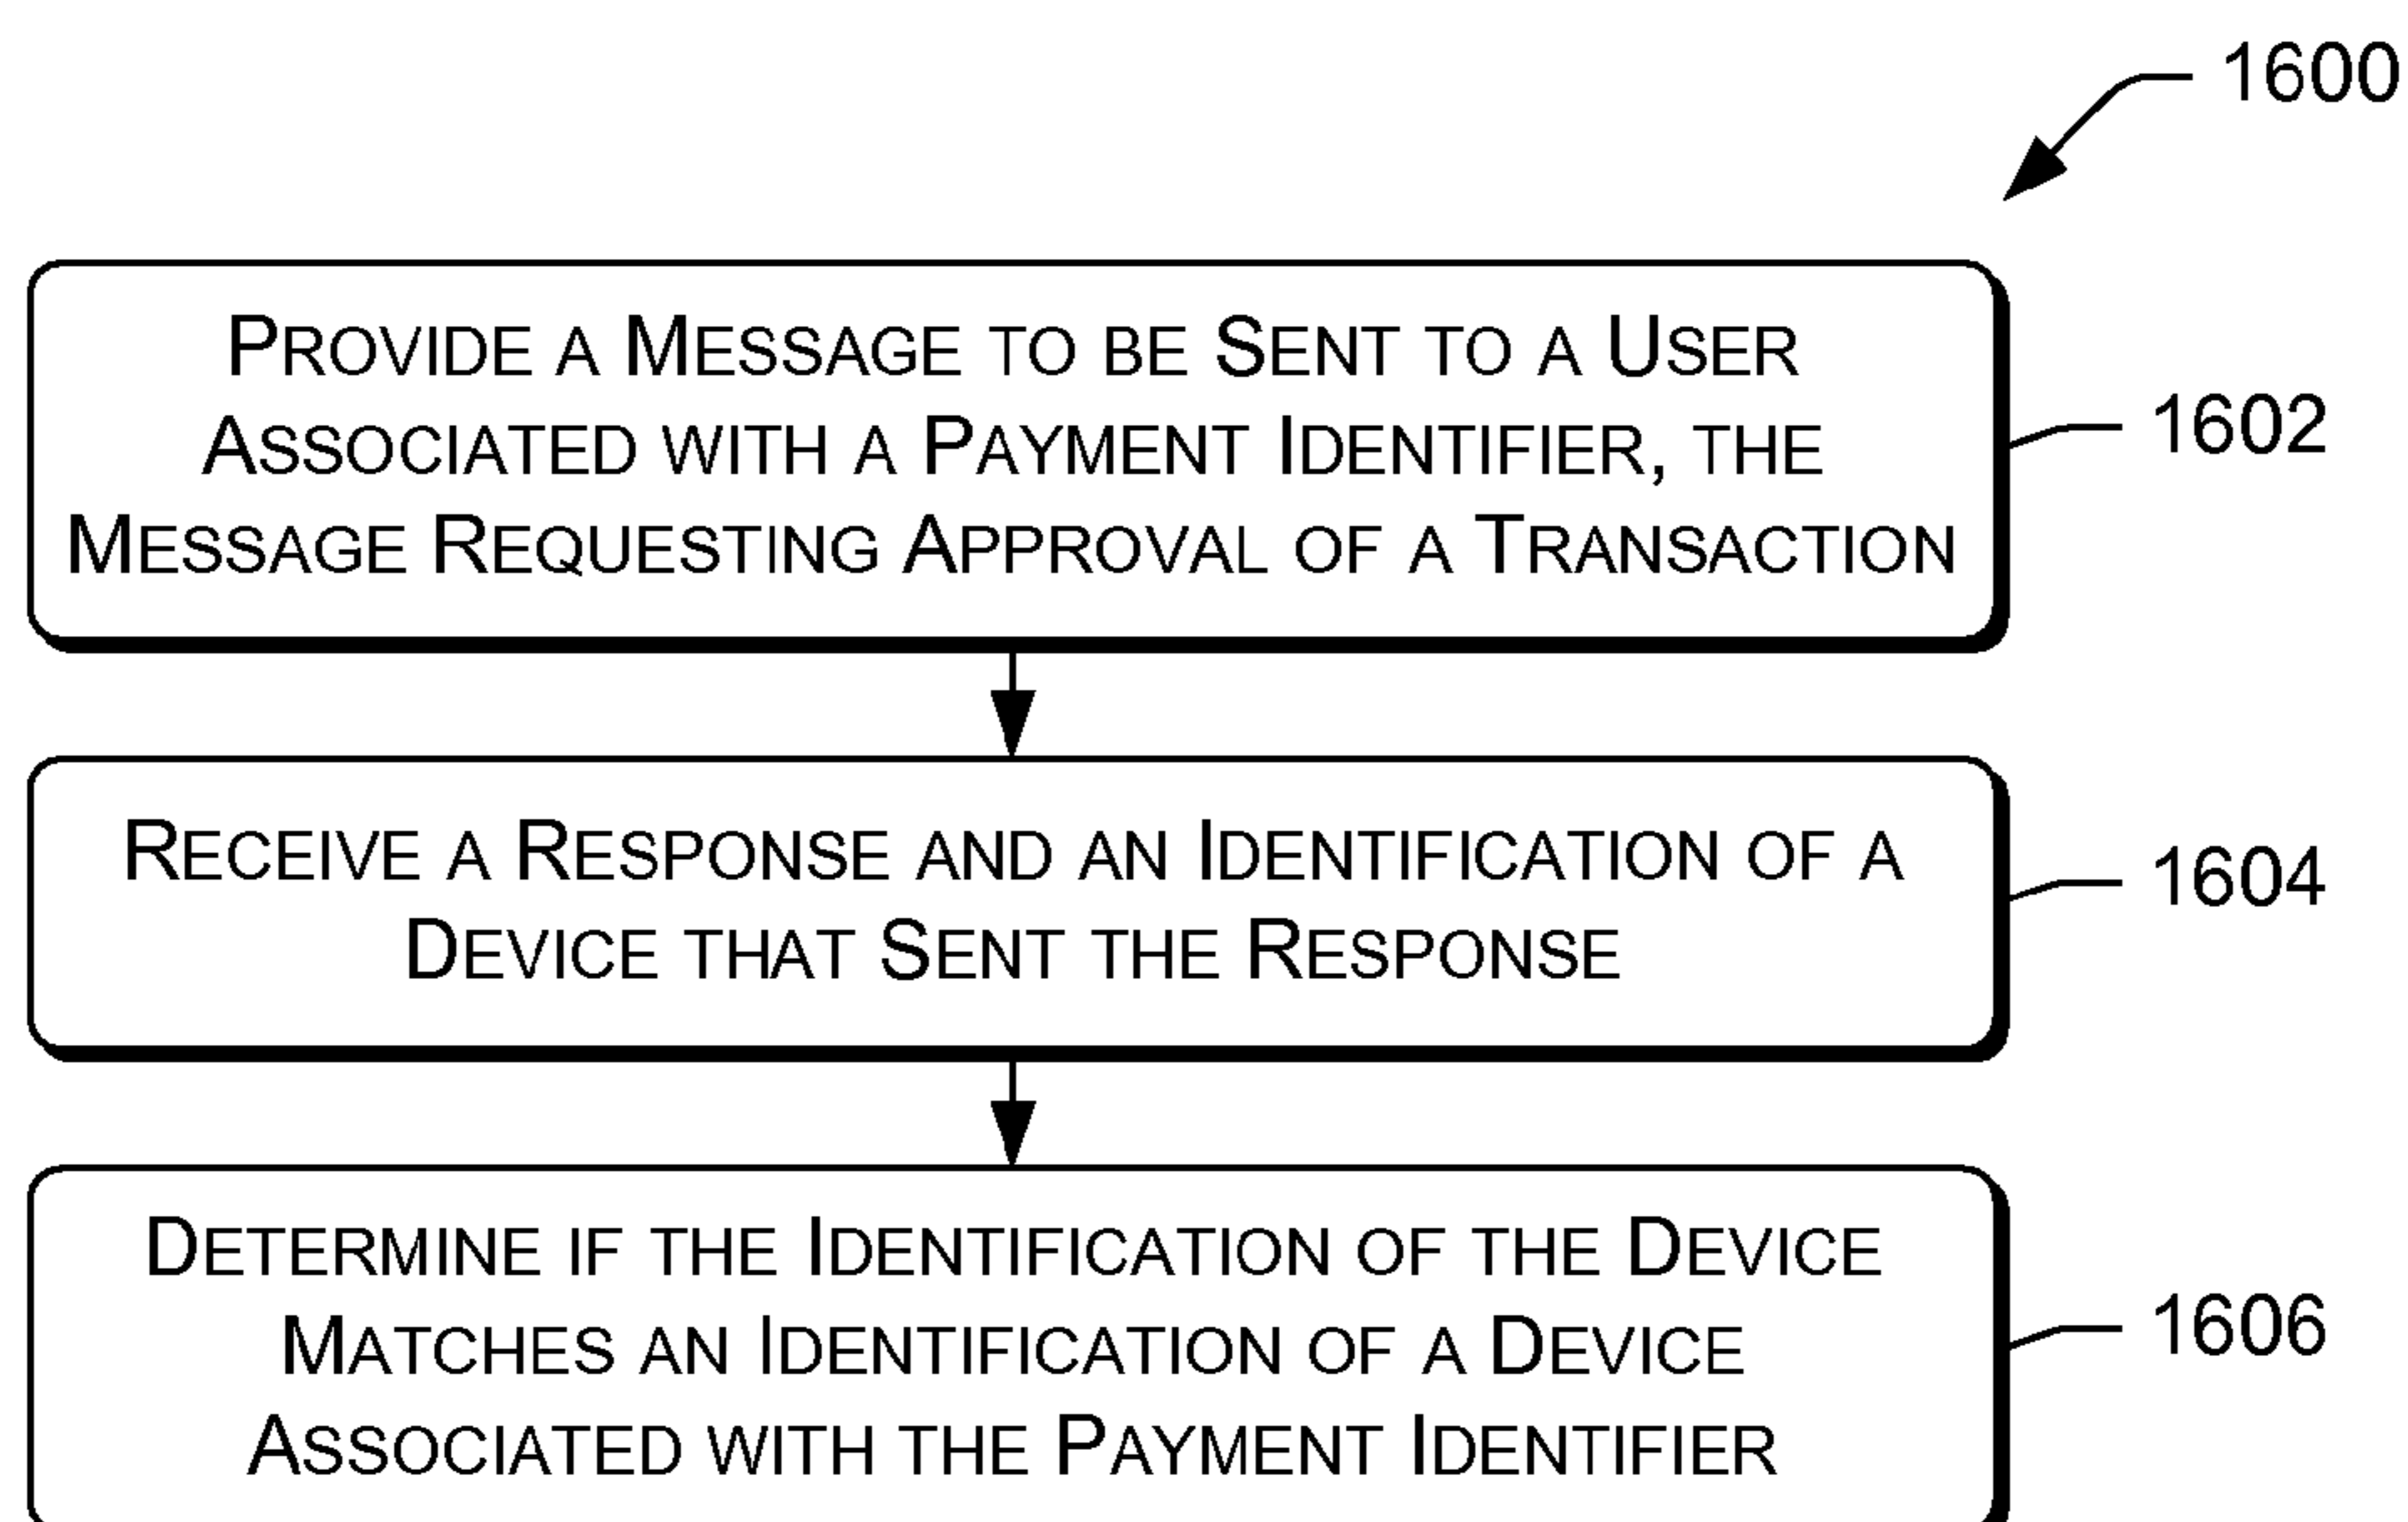 1600
PROVIDE A MESSAGE TO BE SENT TO A USER
ASSOCIATED WITH A PAYMENT IDENTIFIER, THE
MESSAGE REQUESTING APPROVAL OF A TRANSACTION
1602
RECEIVE A RESPONSE AND AN IDENTIFICATION OF A
DEVICE THAT SENT THE RESPONSE
1604
DETERMINE IF THE IDENTIFICATION OF THE DEVICE
MATCHES AN IDENTIFICATION OF A DEVICE
ASSOCIATED WITH THE PAYMENT IDENTIFIER
1606